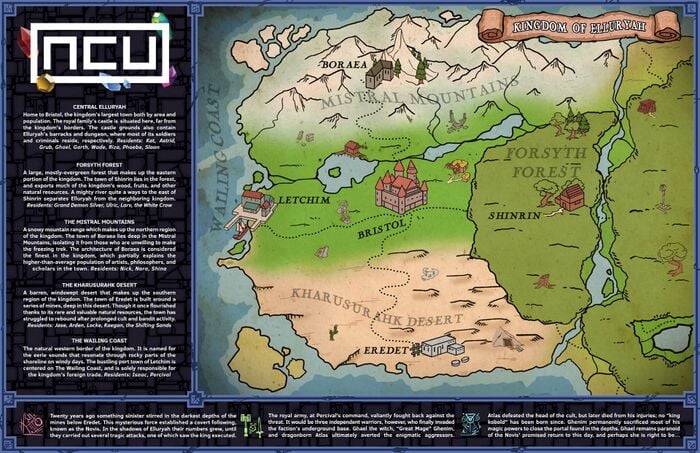 NCU
CENTRAL ELLURYAH
Home to Bristol, the kingdom's largest town both by area and
population. The royal family's castle is situated here, far from
the kingdom's borders. The castle grounds also contain
Elluryah's barracks and dungeon, where most of its soldiers
and criminals reside, respectively. Residents: Kat, Astrid,
Grub, Ghael, Garth, Wade, Riza, Phoebe, Sloan
FORSYTH FOREST
A large, mostly-evergreen forest that makes up the eastern
portion of the kingdom. The town of Shinrin lies in the forest,
and exports much of the kingdom's wood, fruits, and other
natural resources. A mighty river quite a ways to the east of
Shinrin separates Elluryah from the neighboring kingdom.
Residents: Grand Demon Silver, Ulric, Lars, the White Crow
THE MISTRAL MOUNTAINS
A snowy mountain range which makes up the northern region
of the kingdom. The town of Boraea lies deep in the Mistral
Mountains, isolating it from those who are unwilling to make
the freezing trek. The architecture of Boraea is considered
the finest in the kingdom, which partially explains the
higher-than-average population of artists, philosophers, and
scholars in the town. Residents: Nick, Nora, Shina
THE KHARUSURAHK DESERT
A barren, windswept desert that makes up the southern
region of the kingdom. The town of Eredet is built around a
series of mines, deep in this desert. Though it once flourished
thanks to its rare and valuable natural resources, the town has
struggled to rebound after prolonged cult and bandit activity.
Residents: Jase, Arden, Locke, Keegan, the Shifting Sands
THE WAILING COAST
The natural western border of the kingdom. It is named for
the eerie sounds that resonate through rocky parts of the
shoreline on windy days. The bustling port town of Letchim is
centered on The Wailing Coast, and is solely responsible for
the kingdom's foreign trade. Residents: Isaac, Percival
KINGDOM OF ELLURYAH
BORAEA
MISTRAL MOUNTAINS
WAILING COAST
FORSYTH
FOREST
LETCHIM
SHINRIN
BRISTOL
KHARUSURAHK DESERT
EREDET
Twenty years ago something sinister stirred in the darkest depths of the
mines below Eredet. This mysterious force established a covert following,
known as the Novis. In the shadows of Elluryah their numbers grew, until
they carried out several tragic attacks, one of which saw the king executed.
The royal army, at Percival's command, valiantly fought back against the
threat. It would be three independent warriors, however, who finally invaded
the faction's underground base. Ghael the witch, "Great Mage" Ghenim,
and dragonborn Atlas ultimately averted the enigmatic aggressors.
Atlas defeated the head of the cult, but later died from his injuries; no "king
kobold" has been born since. Ghenim permanently sacrificed most of his
magic powers to close the portal found in the depths. Ghael remains paranoid
of the Novis' promised return to this day, and perhaps she is right to be...